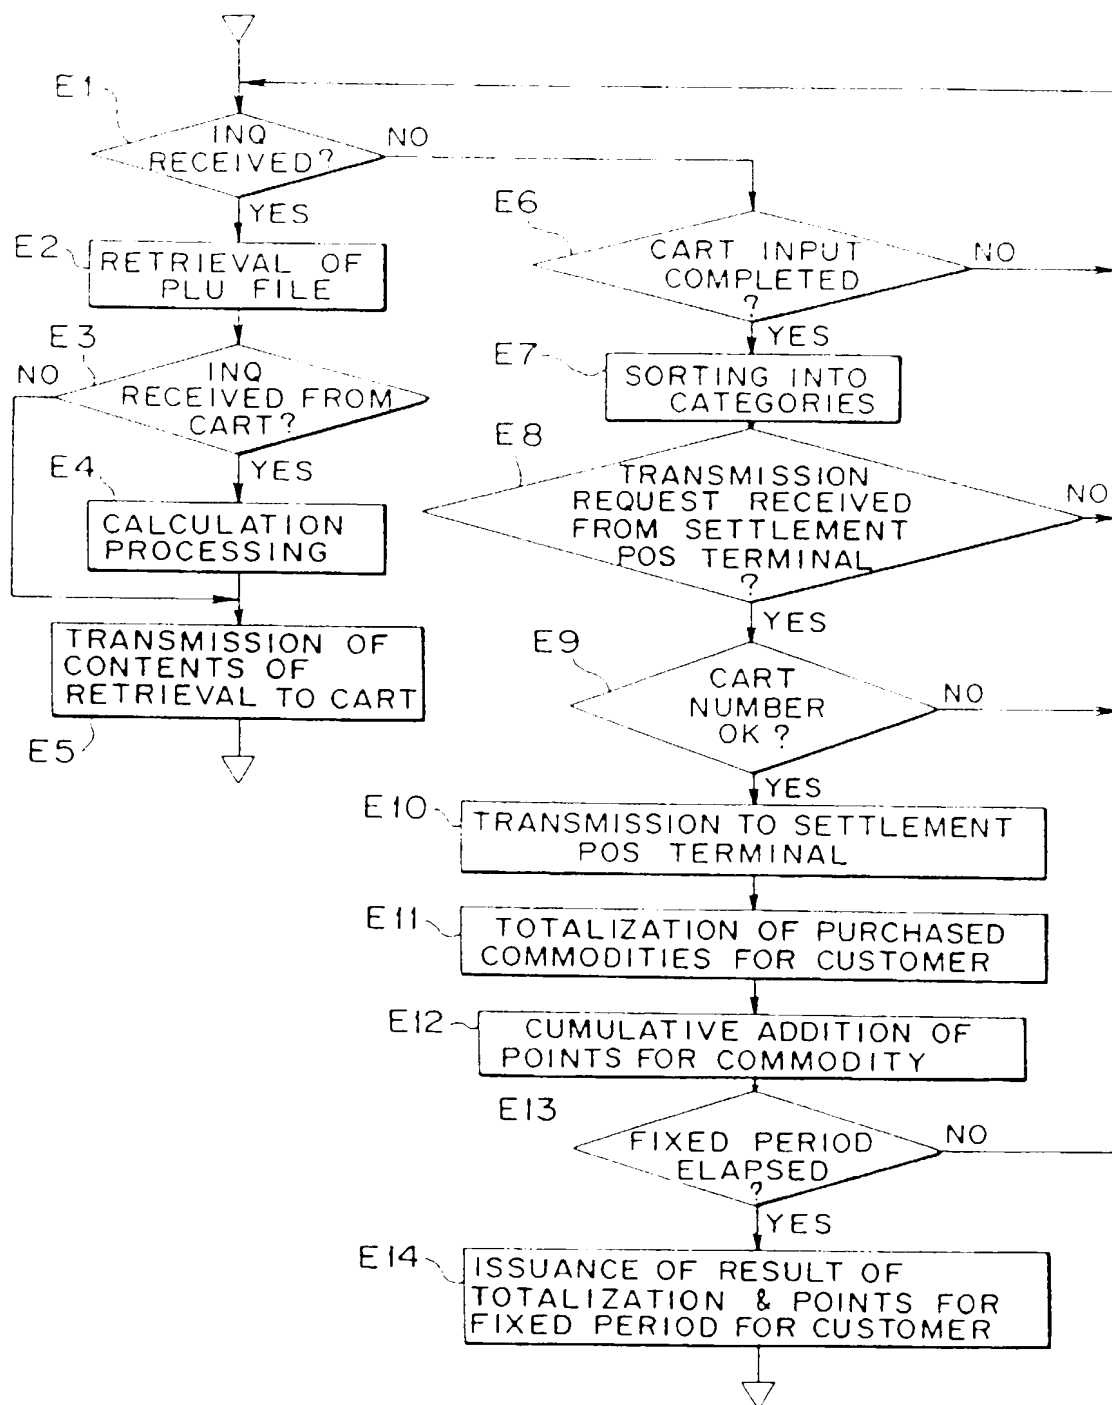 E1
INQ
RECEIVED?
NO
YES
E2
RETRIEVAL OF
PLU FILE
E3
NO
INQ
RECEIVED FROM
CART?
YES
E4
CALCULATION
PROCESSING
TRANSMISSION OF
CONTENTS OF
RETRIEVAL TO CART
E5
E6
CART INPUT
COMPLETED
?
NO
YES
E7
SORTING INTO
CATEGORIES
E8
TRANSMISSION
REQUEST RECEIVED
FROM SETTLEMENT
POS TERMINAL
?
NO
YES
E9
CART
NUMBER
OK?
NO
YES
E10
TRANSMISSION TO SETTLEMENT
POS TERMINAL
E11
TOTALIZATION OF PURCHASED
COMMODITIES FOR CUSTOMER
E12
CUMULATIVE ADDITION OF
POINTS FOR COMMODITY
E13
FIXED PERIOD
ELAPSED
?
NO
YES
E14
ISSUANCE OF RESULT OF
TOTALIZATION & POINTS FOR
FIXED PERIOD FOR CUSTOMER